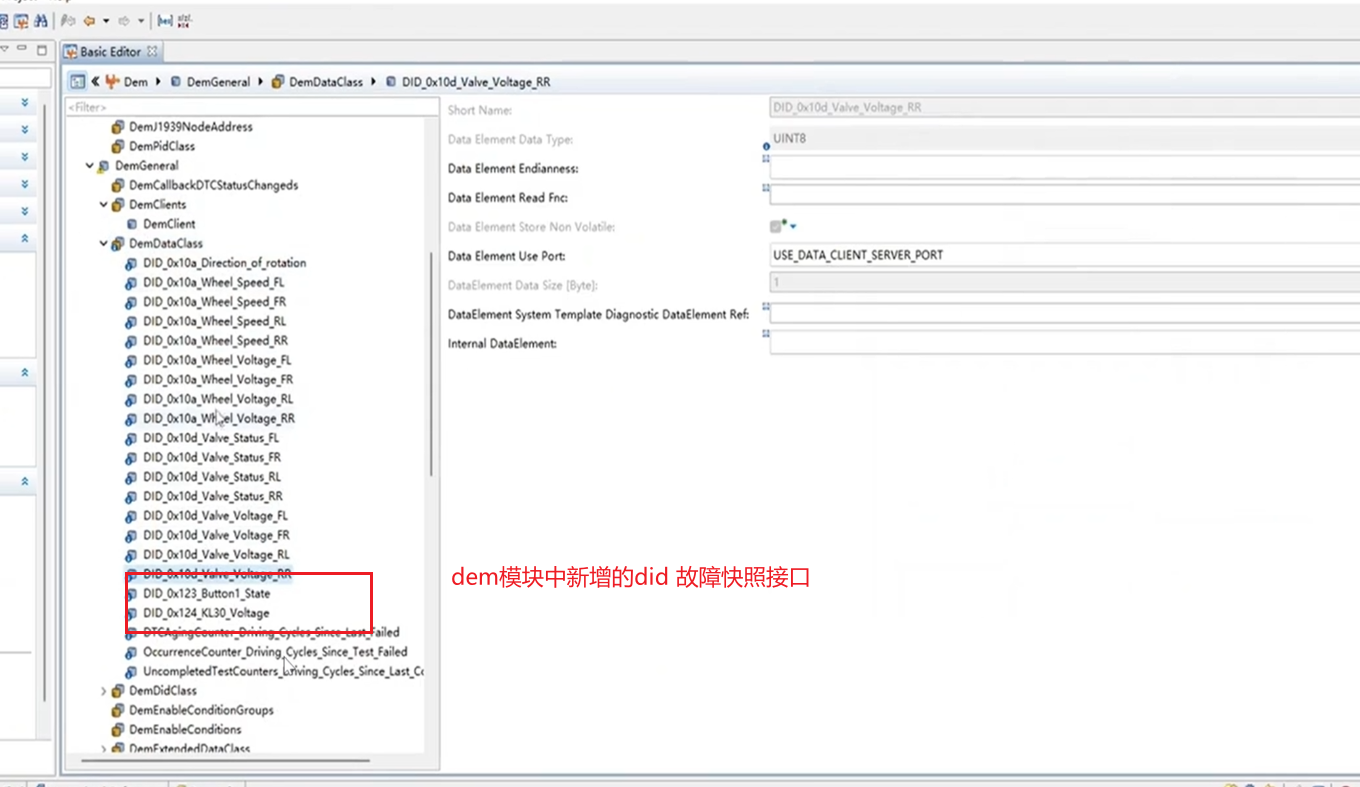 Basic Editor
Dem DemGeneral DemDataClass DID_0x10d_Valve_Voltage_RR
<Filter>
DemJ1939NodeAddress
DemPidClass
DemGeneral
DemCallbackDTCStatusChangeds
DemClients
DemClient
DemDataClass
DID_0x10a_Direction_of_rotation
DID_0x10a_Wheel_Speed_FL
DID_0x10a_Wheel_Speed_FR
DID_0x10a_Wheel_Speed_RL
DID_0x10a_Wheel_Speed_RR
DID_0x10a_Wheel_Voltage_FL
DID_0x10a_Wheel_Voltage_FR
DID_0x10a_Wheel_Voltage_RL
DID_0x10a_Wheel_Voltage_RR
DID_0x10d_Valve_Status_FL
DID_0x10d_Valve_Status_FR
DID_0x10d_Valve_Status_RL
DID_0x10d_Valve_Status_RR
DID_0x10d_Valve_Voltage_FL
DID_0x10d_Valve_Voltage_FR
DID_0x10d_Valve_Voltage_RL
DID_0x10d_Valve_Voltage_RR
DID_0x123_Button1_State
DID_0x124_KL30_Voltage
DTCAgingCounter_Driving_Cycles_Since_Last_Failed
OccurrenceCounter_Driving_Cycles_Since_Test_Failed
UncompletedTestCounters_Driving_Cycles_Since_Last_Co
DemDidClass
DemEnableConditionGroups
DemEnableConditions
DemExtendedDataClass
Short Name: DID_0x10d_Valve_Voltage_RR
Data Element Data Type: UINT8
Data Element Endianness:
Data Element Read Fnc:
Data Element Store Non Volatile:
Data Element Use Port: USE_DATA_CLIENT_SERVER_PORT
DataElement Data Size [Byte]: 1
DataElement System Template Diagnostic DataElement Ref:
Internal DataElement:
dem模块中新增的did 故障快照接口